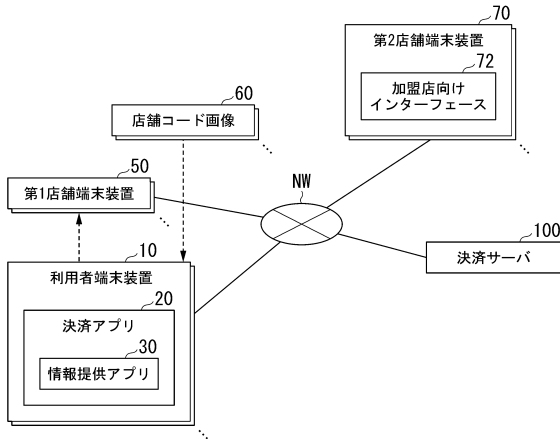 70
第2店舗端末装置
72
加盟店向け
インターフェース
60
店舗コード画像
50
第1店舗端末装置
NW
100
決済サーバ
10
利用者端末装置
20
決済アプリ
30
情報提供アプリ